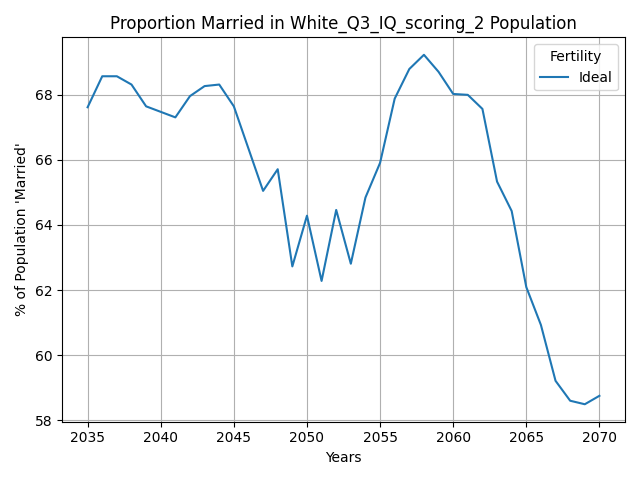 Proportion Married in White_Q3_IQ_scoring_2 Population
Fertility
Ideal
% of Population 'Married'
68
66
64
62
60
58
2035 2040 2045 2050 2055 2060 2065 2070
Years